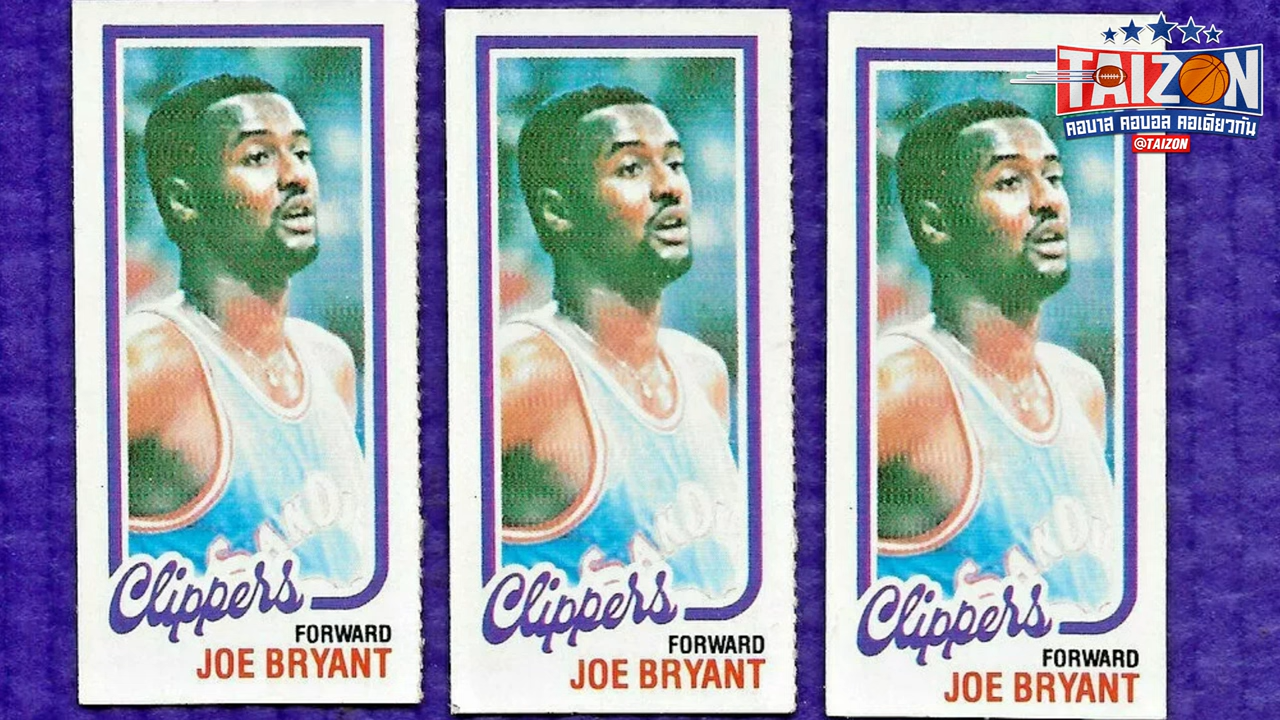 Clippers
FORWARD
JOE BRYANT
Clippers
FORWARD
JOE BRYANT
Clippers
FORWARD
JOE BRYANT
TAIZON
คอบาส คอบอล คอเดียวกัน
@TAIZON